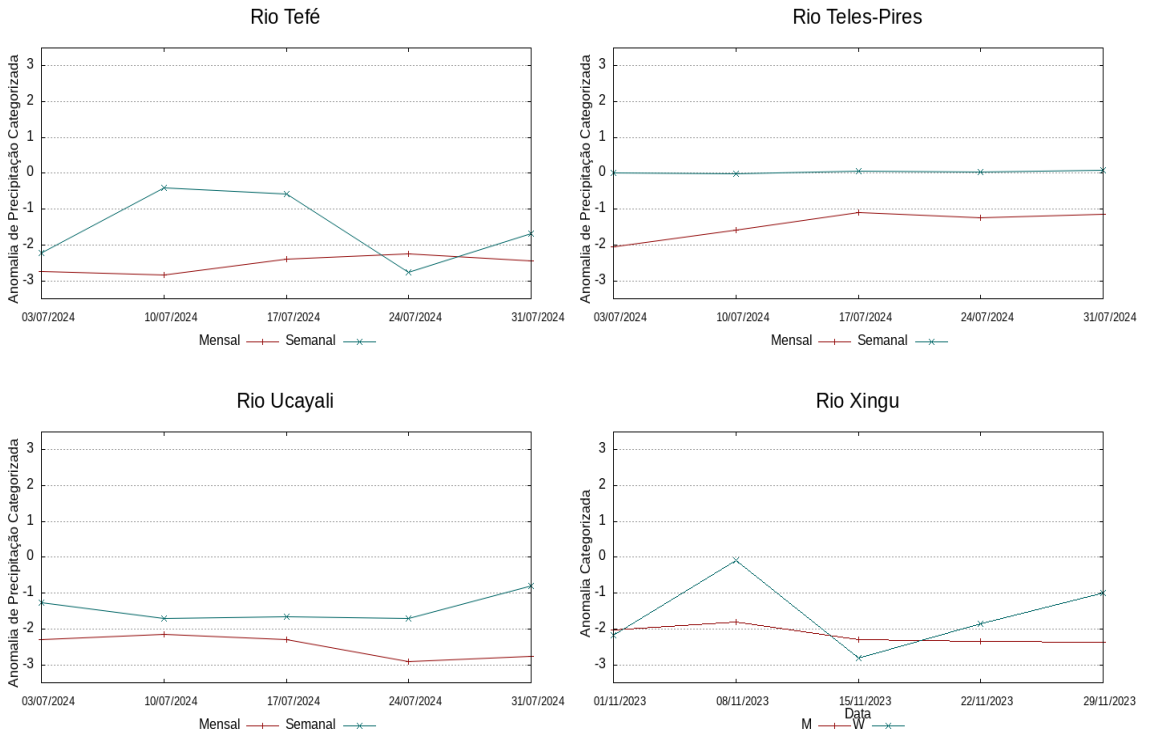 Rio Tefé
Anomalia de Precipitação Categorizada
3
2
1
0
-1
-2
-3
03/07/2024 10/07/2024 17/07/2024 24/07/2024 31/07/2024
Mensal Semanal
Rio Teles-Pires
Anomalia de Precipitação Categorizada
3
2
1
0
-1
-2
-3
03/07/2024 10/07/2024 17/07/2024 24/07/2024 31/07/2024
Mensal Semanal
Rio Ucayali
Anomalia de Precipitação Categorizada
3
2
1
0
-1
-2
-3
03/07/2024 10/07/2024 17/07/2024 24/07/2024 31/07/2024
Mensal Semanal
Rio Xingu
Anomalia Categorizada
3
2
1
0
-1
-2
-3
01/11/2023 08/11/2023 15/11/2023 22/11/2023 29/11/2023
Data
M W